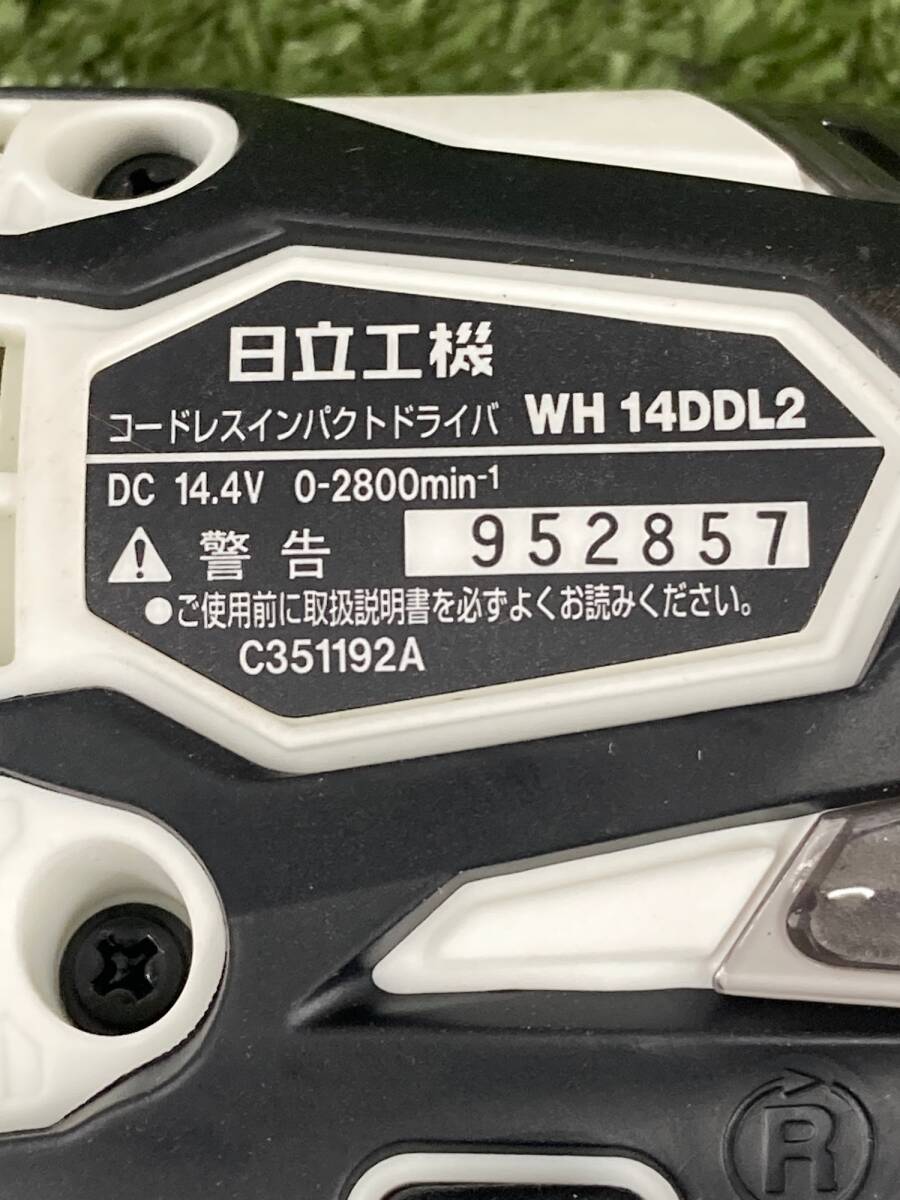 日立工機
コードレスインパクトドライバ WH 14DDL2
DC 14.4V 0-2800min⁻¹
警告 952857
●ご使用前に取扱説明書を必ずよくお読みください。
C351192A
R